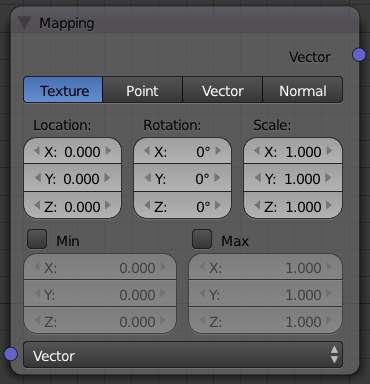 Mapping
Vector
Texture Point Vector Normal
Location: Rotation: Scale:
X: 0.000 X: 0° X: 1.000
Y: 0.000 Y: 0° Y: 1.000
Z: 0.000 Z: 0° Z: 1.000
Min Max
X: 0.000 X: 1.000
Y: 0.000 Y: 1.000
Z: 0.000 Z: 1.000
Vector